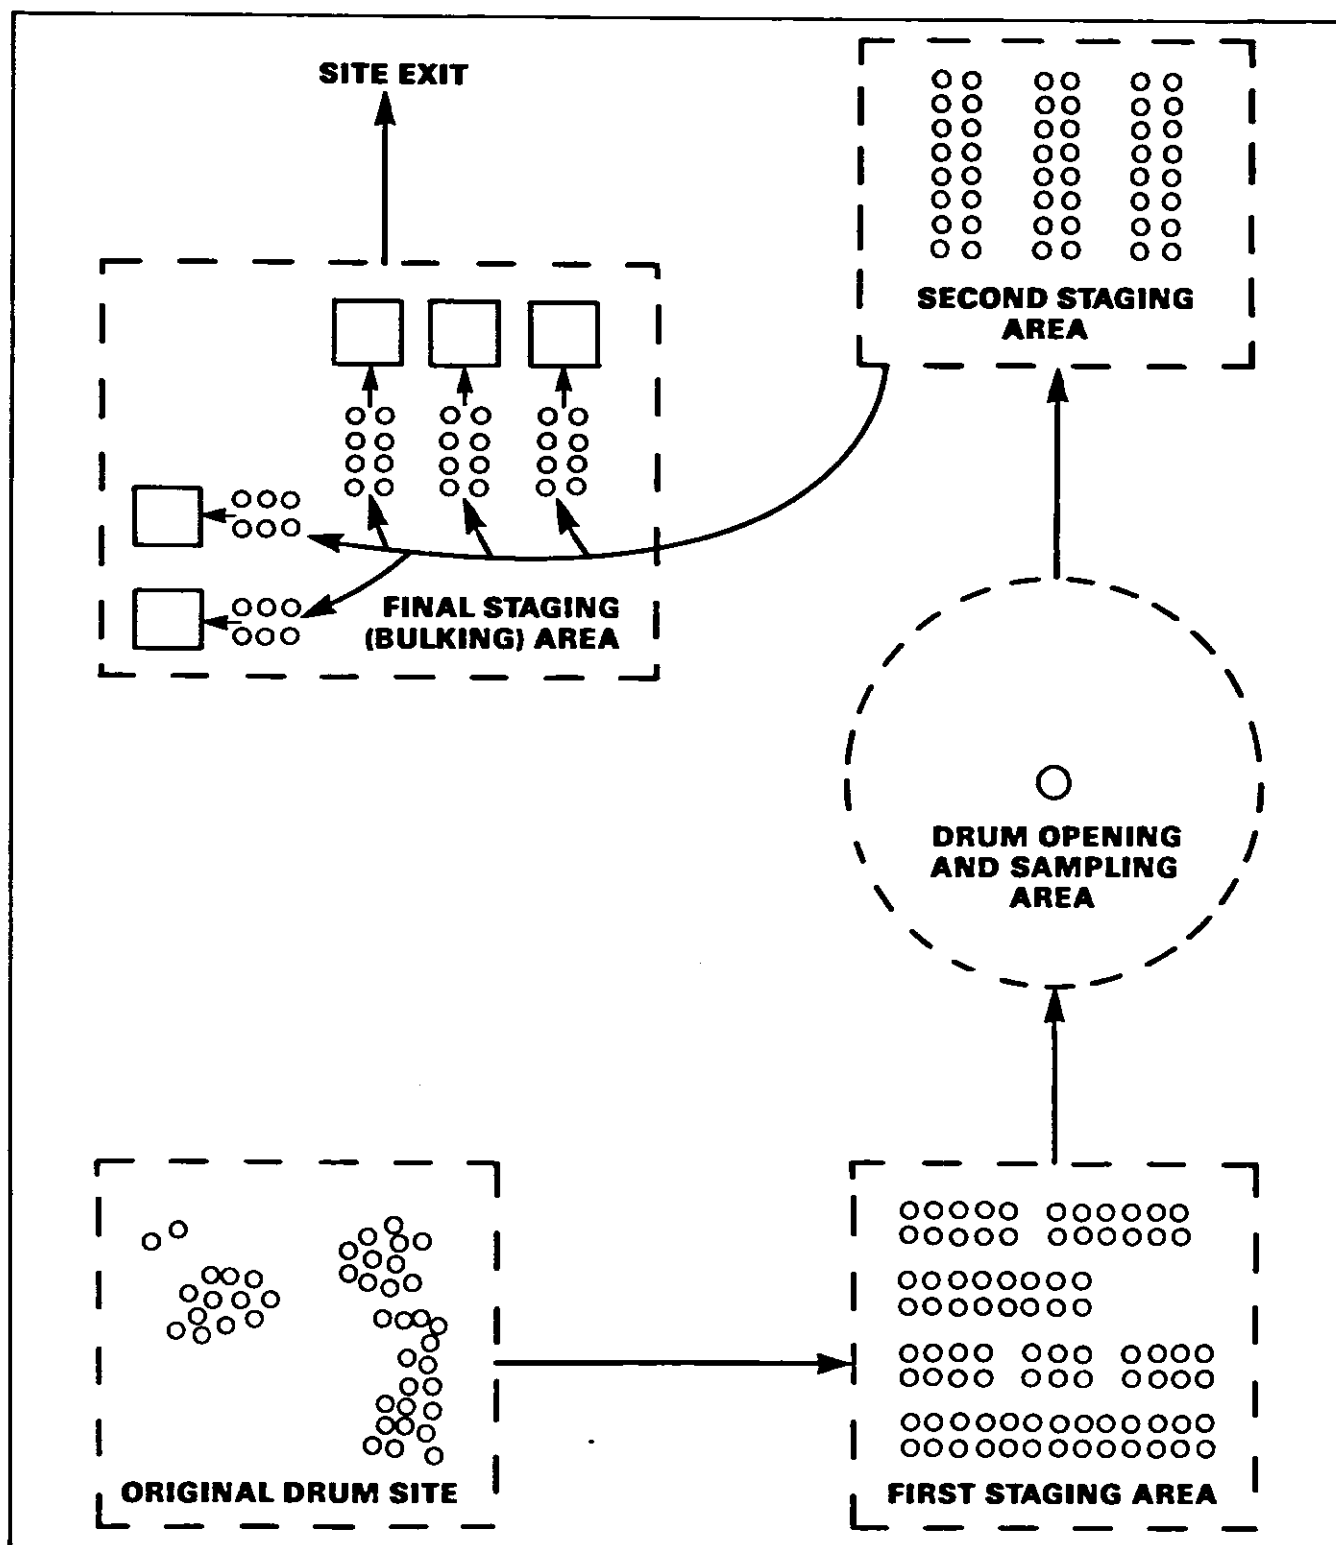 SITE EXIT
SECOND STAGING
AREA
FINAL STAGING
(BULKING) AREA
DRUM OPENING
AND SAMPLING
AREA
ORIGINAL DRUM SITE
FIRST STAGING AREA